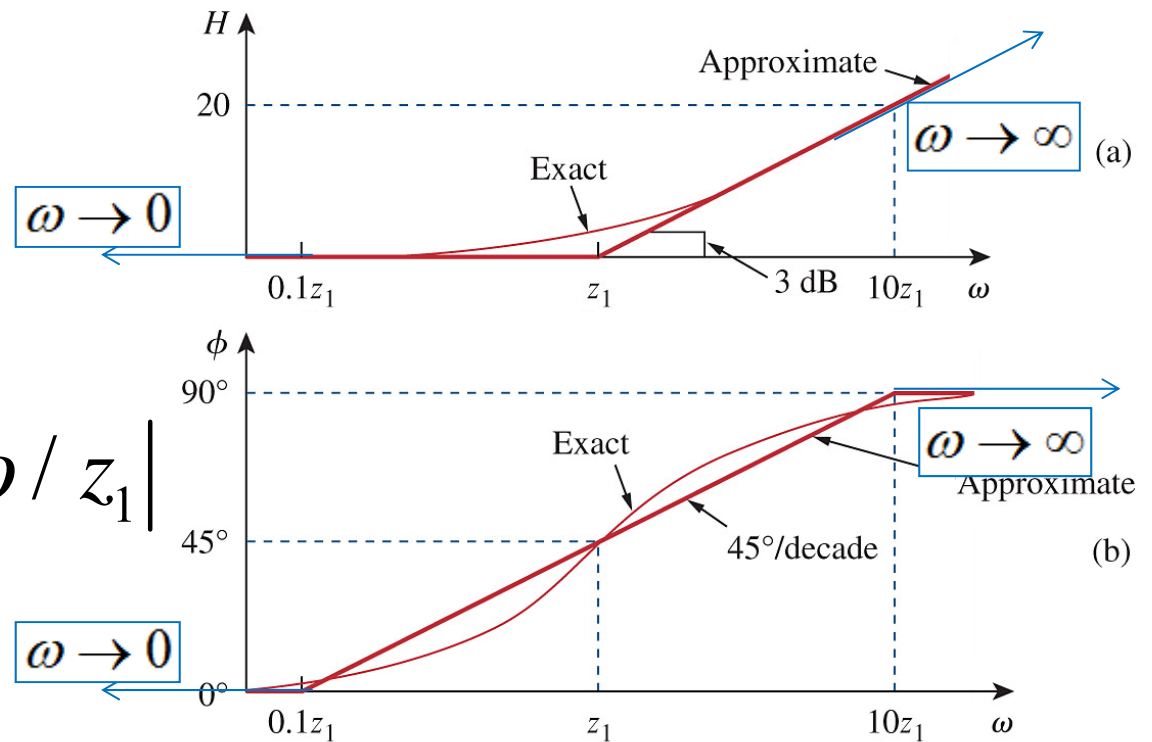 H
Approximate
20
ω → ∞
(a)
Exact
ω → 0
3 dB
0.1z₁
z₁
10z₁
ω
ϕ
90°
Exact
ω → ∞
/ z₁|
Approximate
45°
45°/decade
(b)
ω → 0
0°
0.1z₁
z₁
10z₁
ω